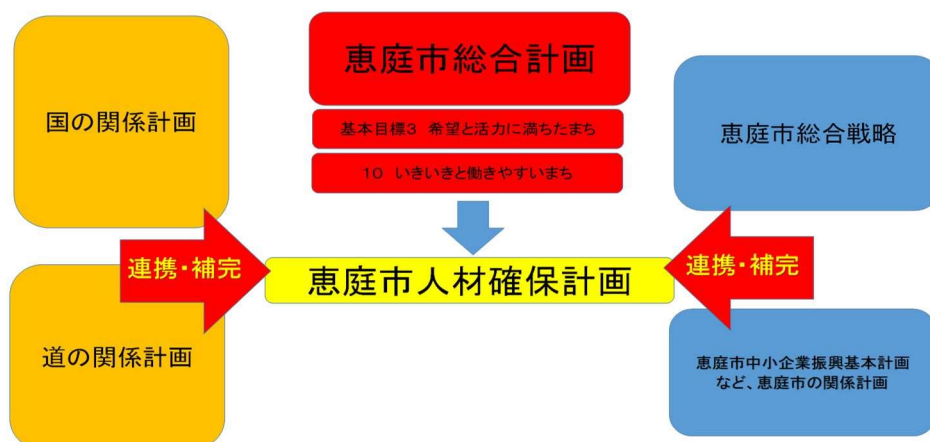 恵庭市総合計画
基本目標3 希望と活力に満ちたまち
10 いきいきと働きやすいまち
国の関係計画
恵庭市総合戦略
連携・補完
恵庭市人材確保計画
連携・補完
道の関係計画
恵庭市中小企業振興基本計画
など、恵庭市の関係計画